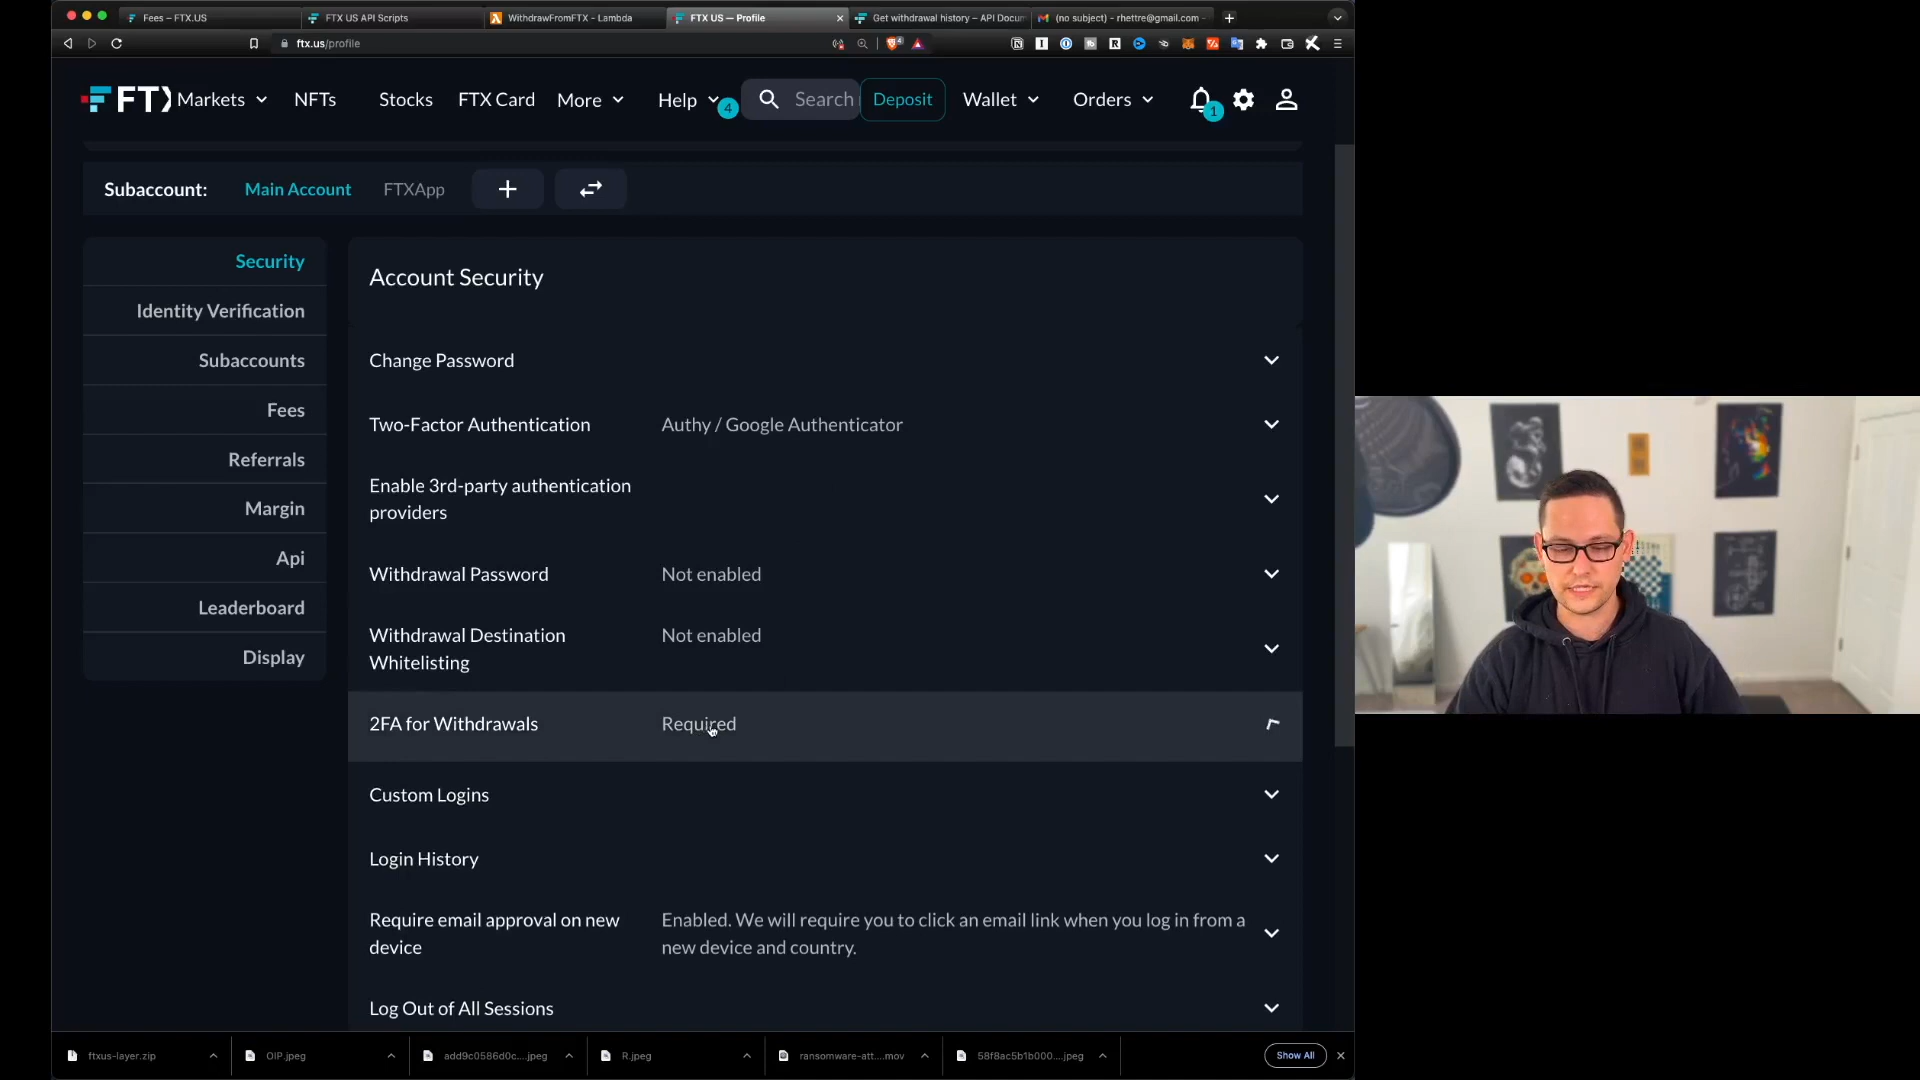 Fees – FTX.US
FTX US API Scripts
WithdrawFromFTX - Lambda
FTX US — Profile
Get withdrawal history – API Docum
(no subject) - rhettre@gmail.com -
ftx.us/profile
FTX
Markets
NFTs
Stocks
FTX Card
More
Help
4
Search
Deposit
Wallet
Orders
1
Subaccount:
Main Account
FTXApp
Security
Identity Verification
Subaccounts
Fees
Referrals
Margin
Api
Leaderboard
Display
Account Security
Change Password
Two-Factor Authentication
Authy / Google Authenticator
Enable 3rd-party authentication
providers
Withdrawal Password
Not enabled
Withdrawal Destination
Whitelisting
Not enabled
2FA for Withdrawals
Required
Custom Logins
Login History
Require email approval on new
device
Enabled. We will require you to click an email link when you log in from a
new device and country.
Log Out of All Sessions
ftxus-layer.zip
OIP.jpeg
add9c0586d0c....jpeg
R.jpeg
ransomware-att....mov
58f8ac5b1b000....jpeg
Show All